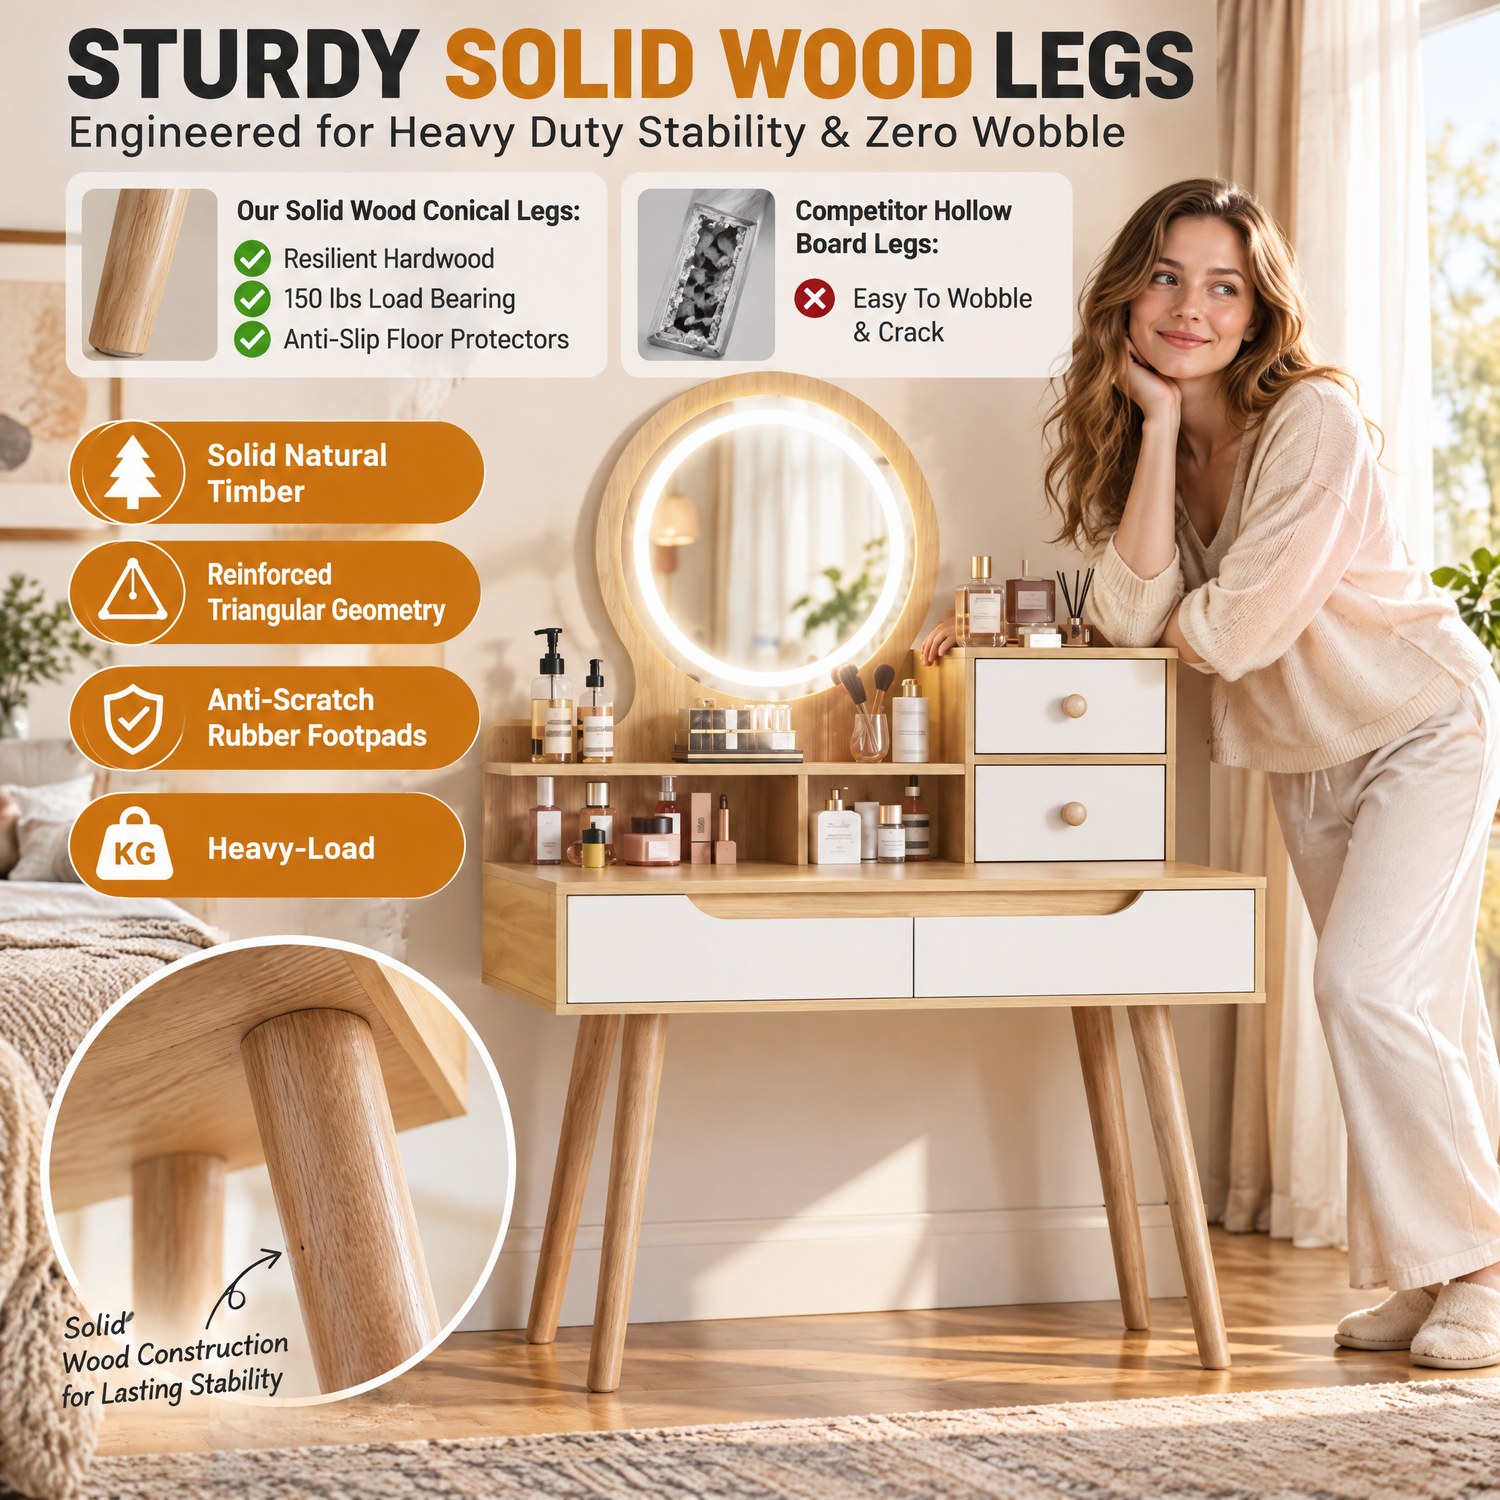 STURDY SOLID WOOD LEGS
Engineered for Heavy Duty Stability & Zero Wobble
Our Solid Wood Conical Legs:
Resilient Hardwood
150 lbs Load Bearing
Anti-Slip Floor Protectors
Competitor Hollow
Board Legs:
Easy To Wobble
& Crack
Solid Natural
Timber
Reinforced
Triangular Geometry
Anti-Scratch
Rubber Footpads
KG
Heavy-Load
Solid
Wood Construction
for Lasting Stability